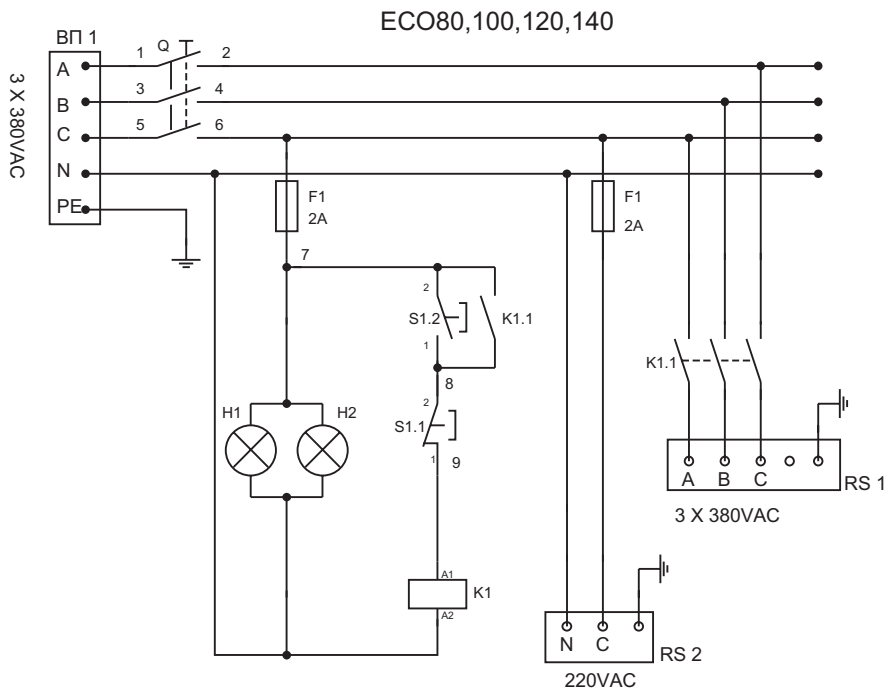 ECO80,100,120,140
ВП 1
3 X 380VAC
A
B
C
N
PE
Q
1 2
3 4
5 6
F1
2A
F1
2A
7
2
S1.2
1
K1.1
8
2
S1.1
1
9
H1 H2
A1
K1
A2
K1.1
A B C
RS 1
3 X 380VAC
N C
RS 2
220VAC